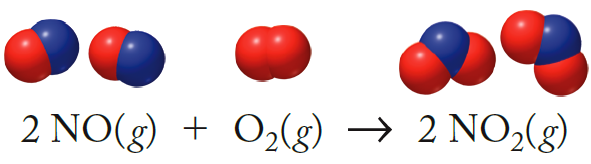 2 NO(g) + O₂(g) → 2 NO₂(g)